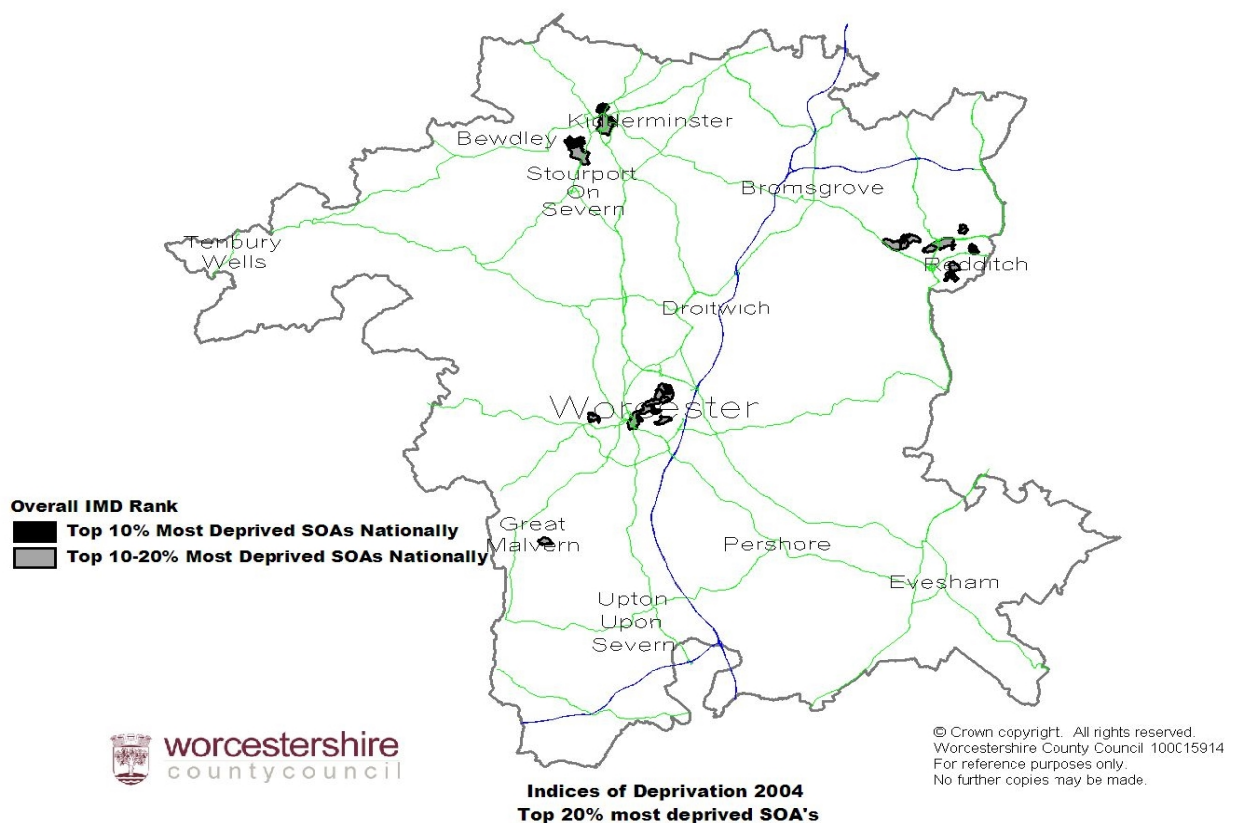 Kidderminster
Bewdley
Stourport
On
Severn
Bromsgrove
Tenbury
Wells
Redditch
Droitwich
Worcester
Overall IMD Rank
Top 10% Most Deprived SOAs Nationally
Top 10-20% Most Deprived SOAs Nationally
Great
Malvern
Pershore
Evesham
Upton
Upon
Severn
worcestershire
countycouncil
© Crown copyright. All rights reserved.
Worcestershire County Council 100015914
For reference purposes only.
No further copies may be made.
Indices of Deprivation 2004
Top 20% most deprived SOA's